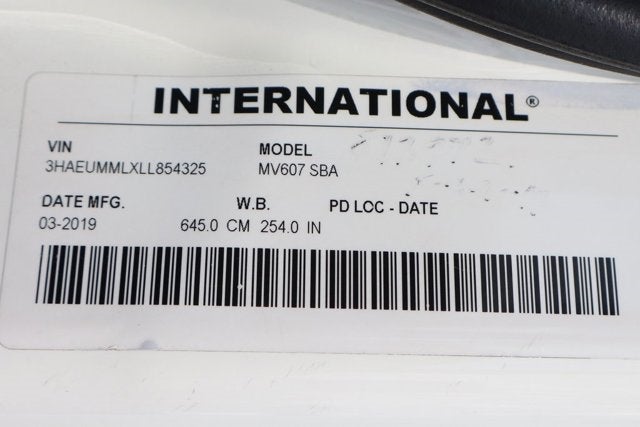 INTERNATIONAL®
VIN MODEL
3HAEUMMLXLL854325 MV607 SBA
DATE MFG. W.B. PD LOC - DATE
03-2019 645.0 CM 254.0 IN